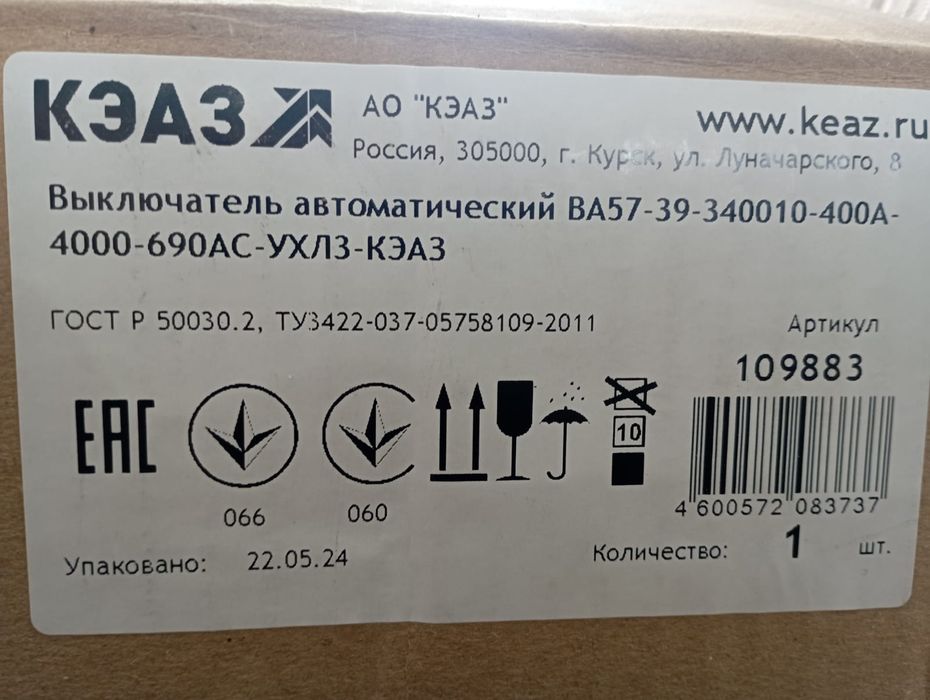 КЭАЗ
АО "КЭАЗ"
www.keaz.ru
Россия, 305000, г. Курск, ул. Луначарского, 8
Выключатель автоматический ВА57-39-340010-400А-
4000-690АС-УХЛ3-КЭАЗ
ГОСТ Р 50030.2, ТУ3422-037-05758109-2011
Артикул
109883
ЕАС
10
066
060
4 600572 083737
Упаковано: 22.05.24
Количество: 1 шт.